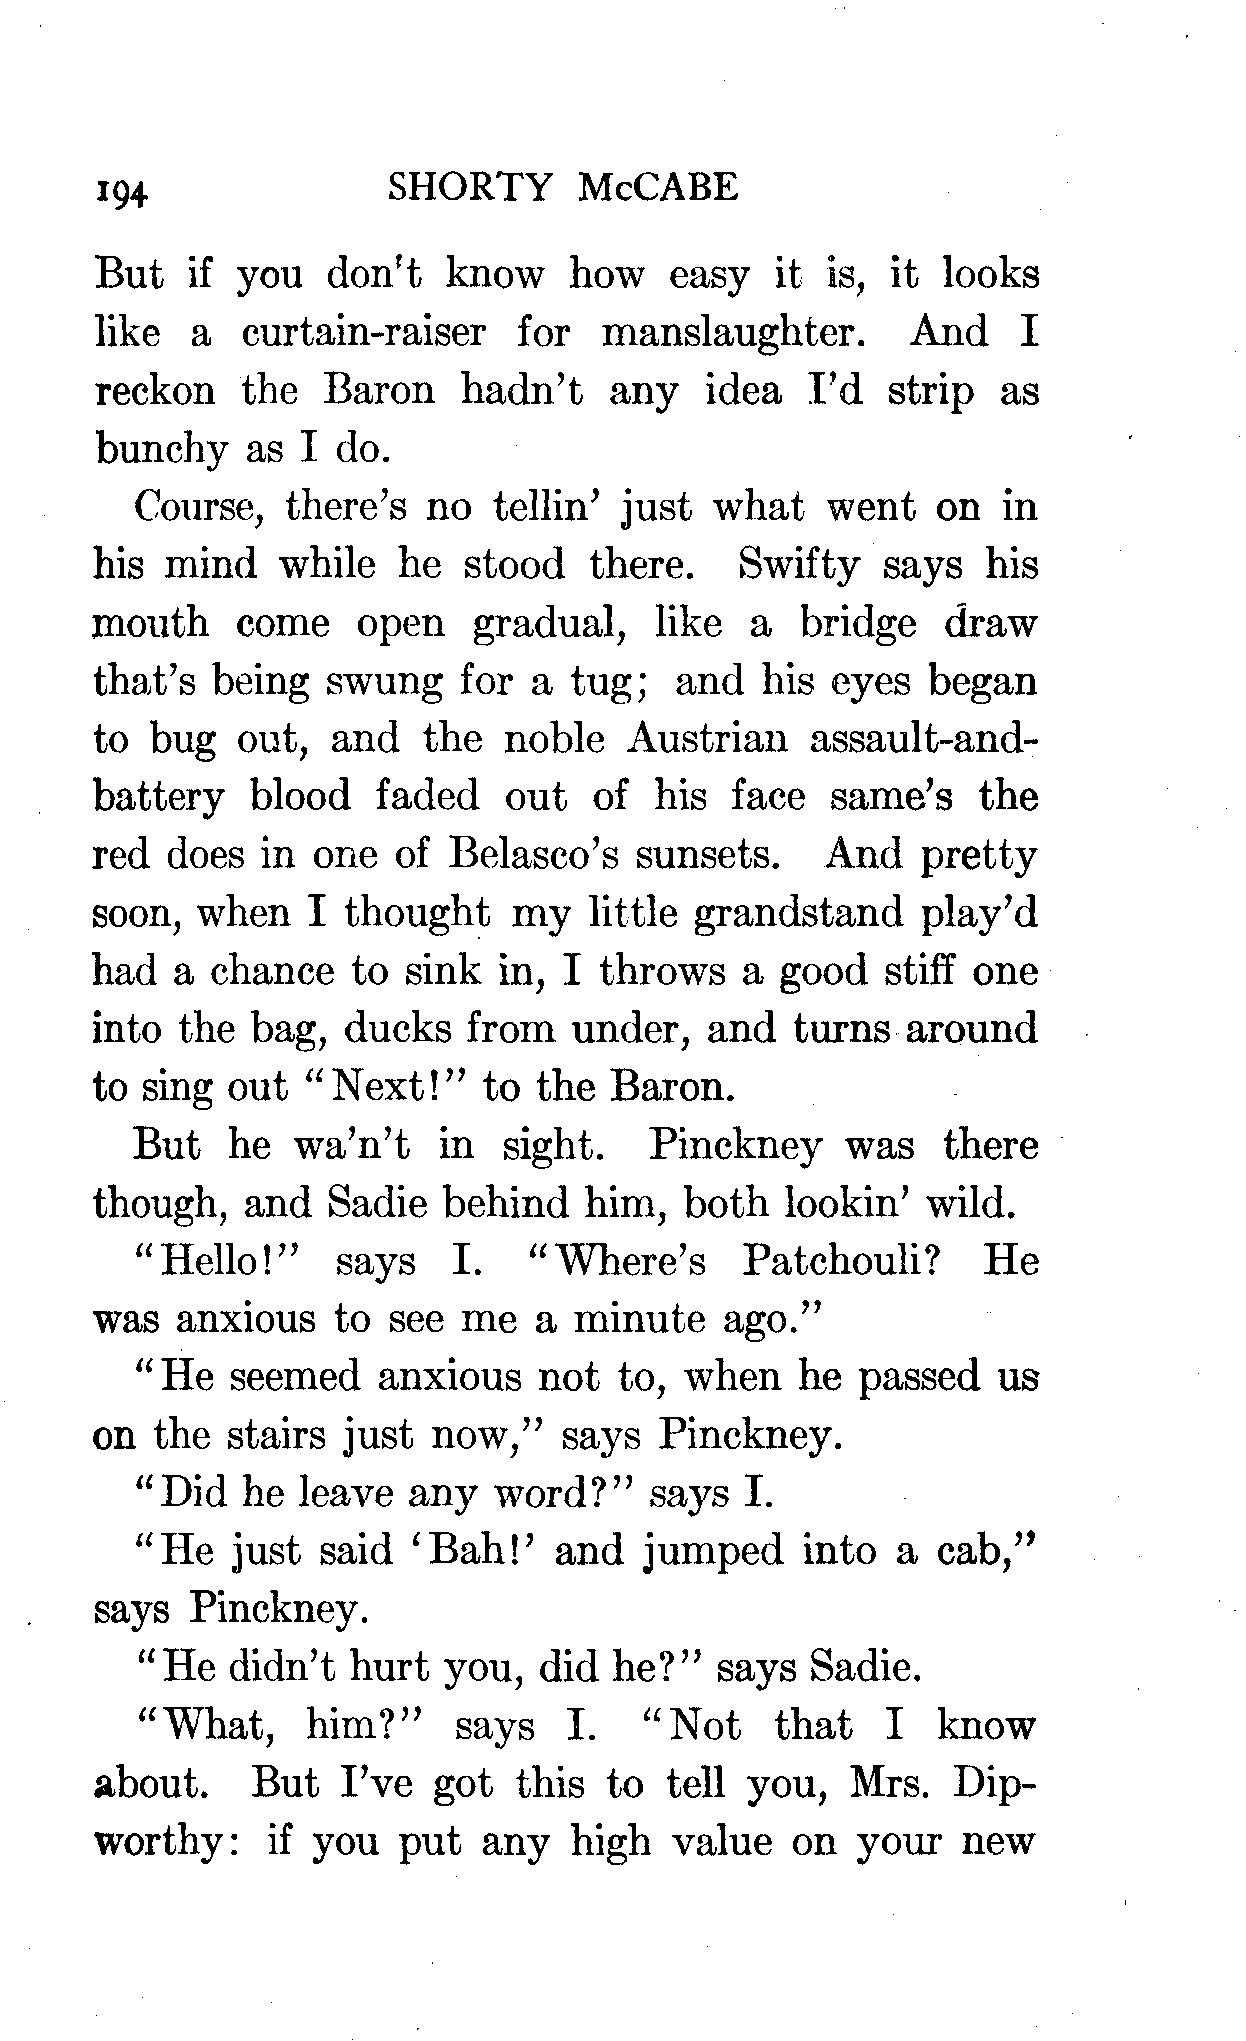 194 SHORTY McCABE
But if you don't know how easy it is, it looks
like a curtain-raiser for manslaughter. And I
reckon the Baron hadn't any idea I'd strip as
bunchy as I do.
Course, there's no tellin' just what went on in
his mind while he stood there. Swifty says his
mouth come open gradual, like a bridge draw
that's being swung for a tug; and his eyes began
to bug out, and the noble Austrian assault-and-
battery blood faded out of his face same's the
red does in one of Belasco's sunsets. And pretty
soon, when I thought my little grandstand play'd
had a chance to sink in, I throws a good stiff one
into the bag, ducks from under, and turns around
to sing out "Next!" to the Baron.
But he wa'n't in sight. Pinckney was there
though, and Sadie behind him, both lookin' wild.
"Hello!" says I. "Where's Patchouli? He
was anxious to see me a minute ago."
"He seemed anxious not to, when he passed us
on the stairs just now," says Pinckney.
"Did he leave any word?" says I.
"He just said 'Bah!' and jumped into a cab,"
says Pinckney.
"He didn't hurt you, did he?" says Sadie.
"What, him?" says I. "Not that I know
about. But I've got this to tell you, Mrs. Dip-
worthy: if you put any high value on your new